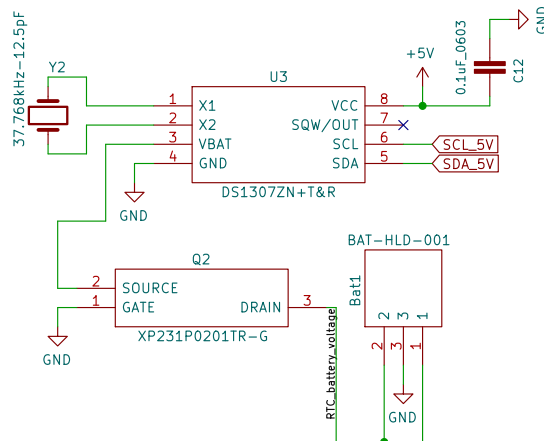 GND
37.768kHz-12.5pF
Y2
U3
+5V
0.1uF_0603
C12
1 X1
2 X2
3 VBAT
4 GND
VCC 8
SQW/OUT 7
SCL 6
SDA 5
SCL_5V
SDA_5V
DS1307ZN+T&R
GND
Q2
2 SOURCE
1 GATE
DRAIN 3
XP231P0201TR-G
GND
RTC_battery_voltage
BAT-HLD-001
Bat1
2 3 1
2 3 1
GND